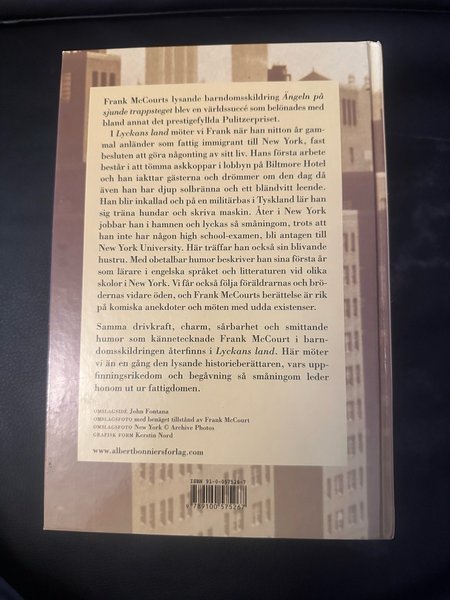 Frank McCourts lysande barndomsskildring Ängeln på
sjunde trappsteget blev en världssuccé som belönades med
bland annat det prestigefyllda Pulitzerpriset.
I Lyckans land möter vi Frank när han nitton år gam-
mal anländer som fattig immigrant till New York, fast
besluten att göra någonting av sitt liv. Hans första arbete
består i att tömma askkoppar i lobbyn på Biltmore Hotel
och han iakttar gästerna och drömmer om den dag då
även han har djup solbränna och ett bländvitt leende.
Han blir inkallad och på en militärbas i Tyskland lär han
sig träna hundar och skriva maskin. Åter i New York
jobbar han i hamnen och lyckas så småningom, trots att
han inte har någon high school-examen, bli antagen till
New York University. Här träffar han också sin blivande
hustru. Med obetalbar humor beskriver han sina första år
som lärare i engelska språket och litteraturen vid olika
skolor i New York. Vi får också följa föräldrarnas och brö-
dernas vidare öden, och Frank McCourts berättelse är rik
på komiska anekdoter och möten med udda existenser.
Samma drivkraft, charm, sårbarhet och smittande
humor som kännetecknade Frank McCourt i barn-
domsskildringen återfinns i Lyckans land. Här möter
vi än en gång den lysande historieberättaren, vars upp-
finningsrikedom och begåvning så småningom leder
honom ut ur fattigdomen.
OMSLAGSIDÉ John Fontana
OMSLAGSFOTO med benäget tillstånd av Frank McCourt
OMSLAGSFOTO New York © Archive Photos
GRAFISK FORM Kerstin Nord
www.albertbonniersforlag.com
ISBN 91-0-057526-7
9789100575267